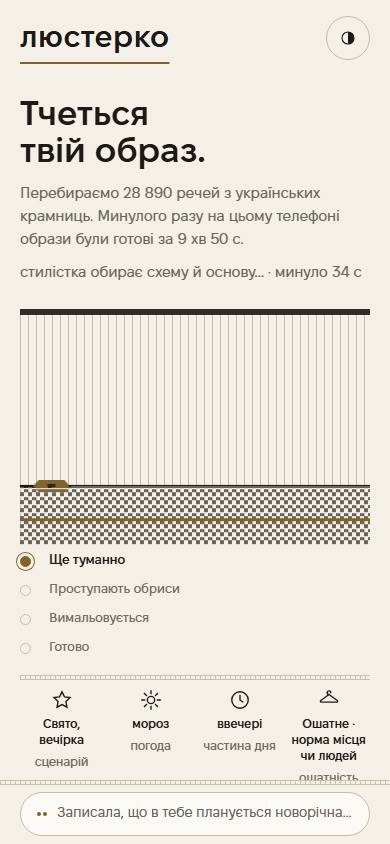 люстерко
Тчеться
твій образ.
Перебираємо 28 890 речей з українських
крамниць. Минулого разу на цьому телефоні
образи були готові за 9 хв 50 с.
стилістка обирає схему й основу... · минуло 34 с
Ще туманно
Проступають обриси
Вимальовується
Готово
Свято,
вечірка
сценарій
мороз
погода
ввечері
частина дня
Ошатне ·
норма місця
чи людей
ошатність
Записала, що в тебе планується новорічна...